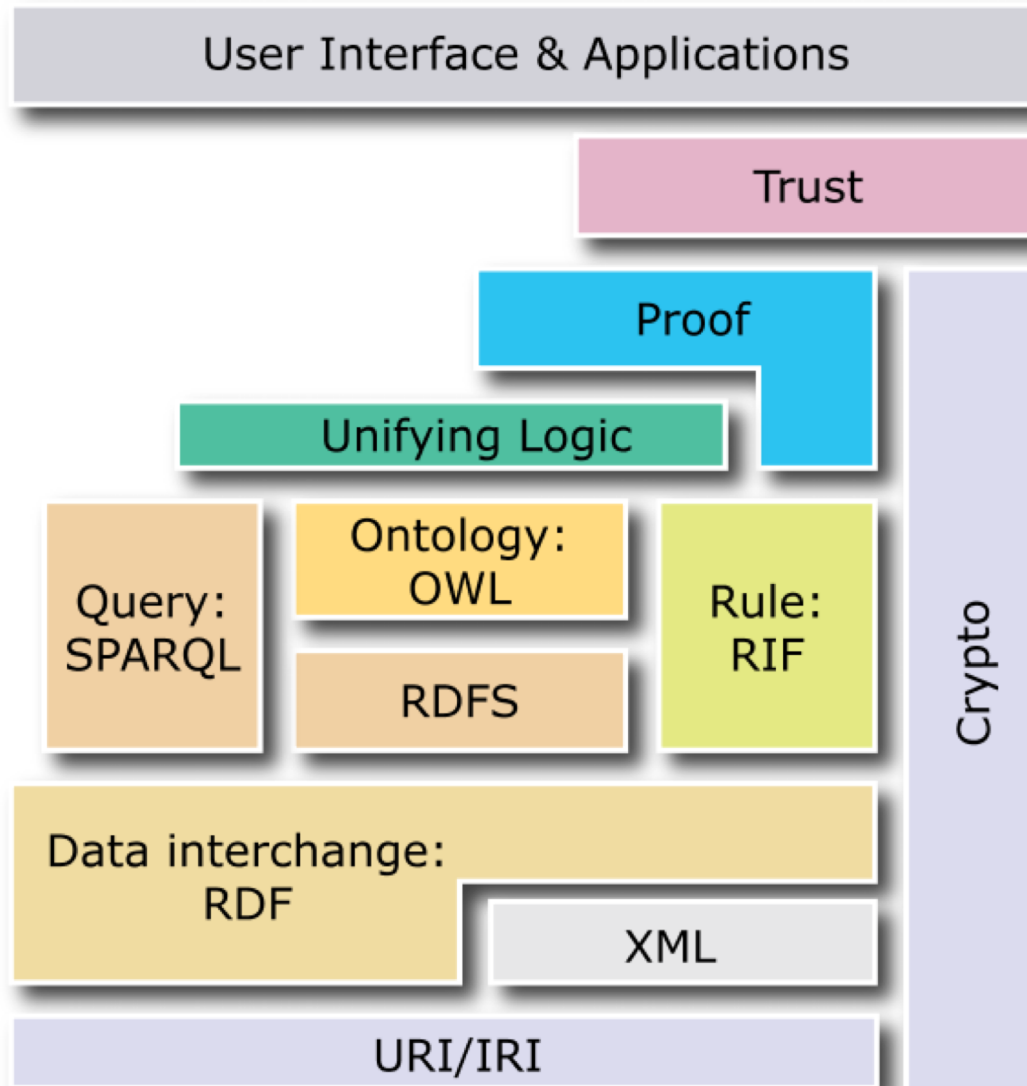 User Interface & Applications
Trust
Proof
Unifying Logic
Query:
SPARQL
Ontology:
OWL
RDFS
Rule:
RIF
Crypto
Data interchange:
RDF
XML
URI/IRI